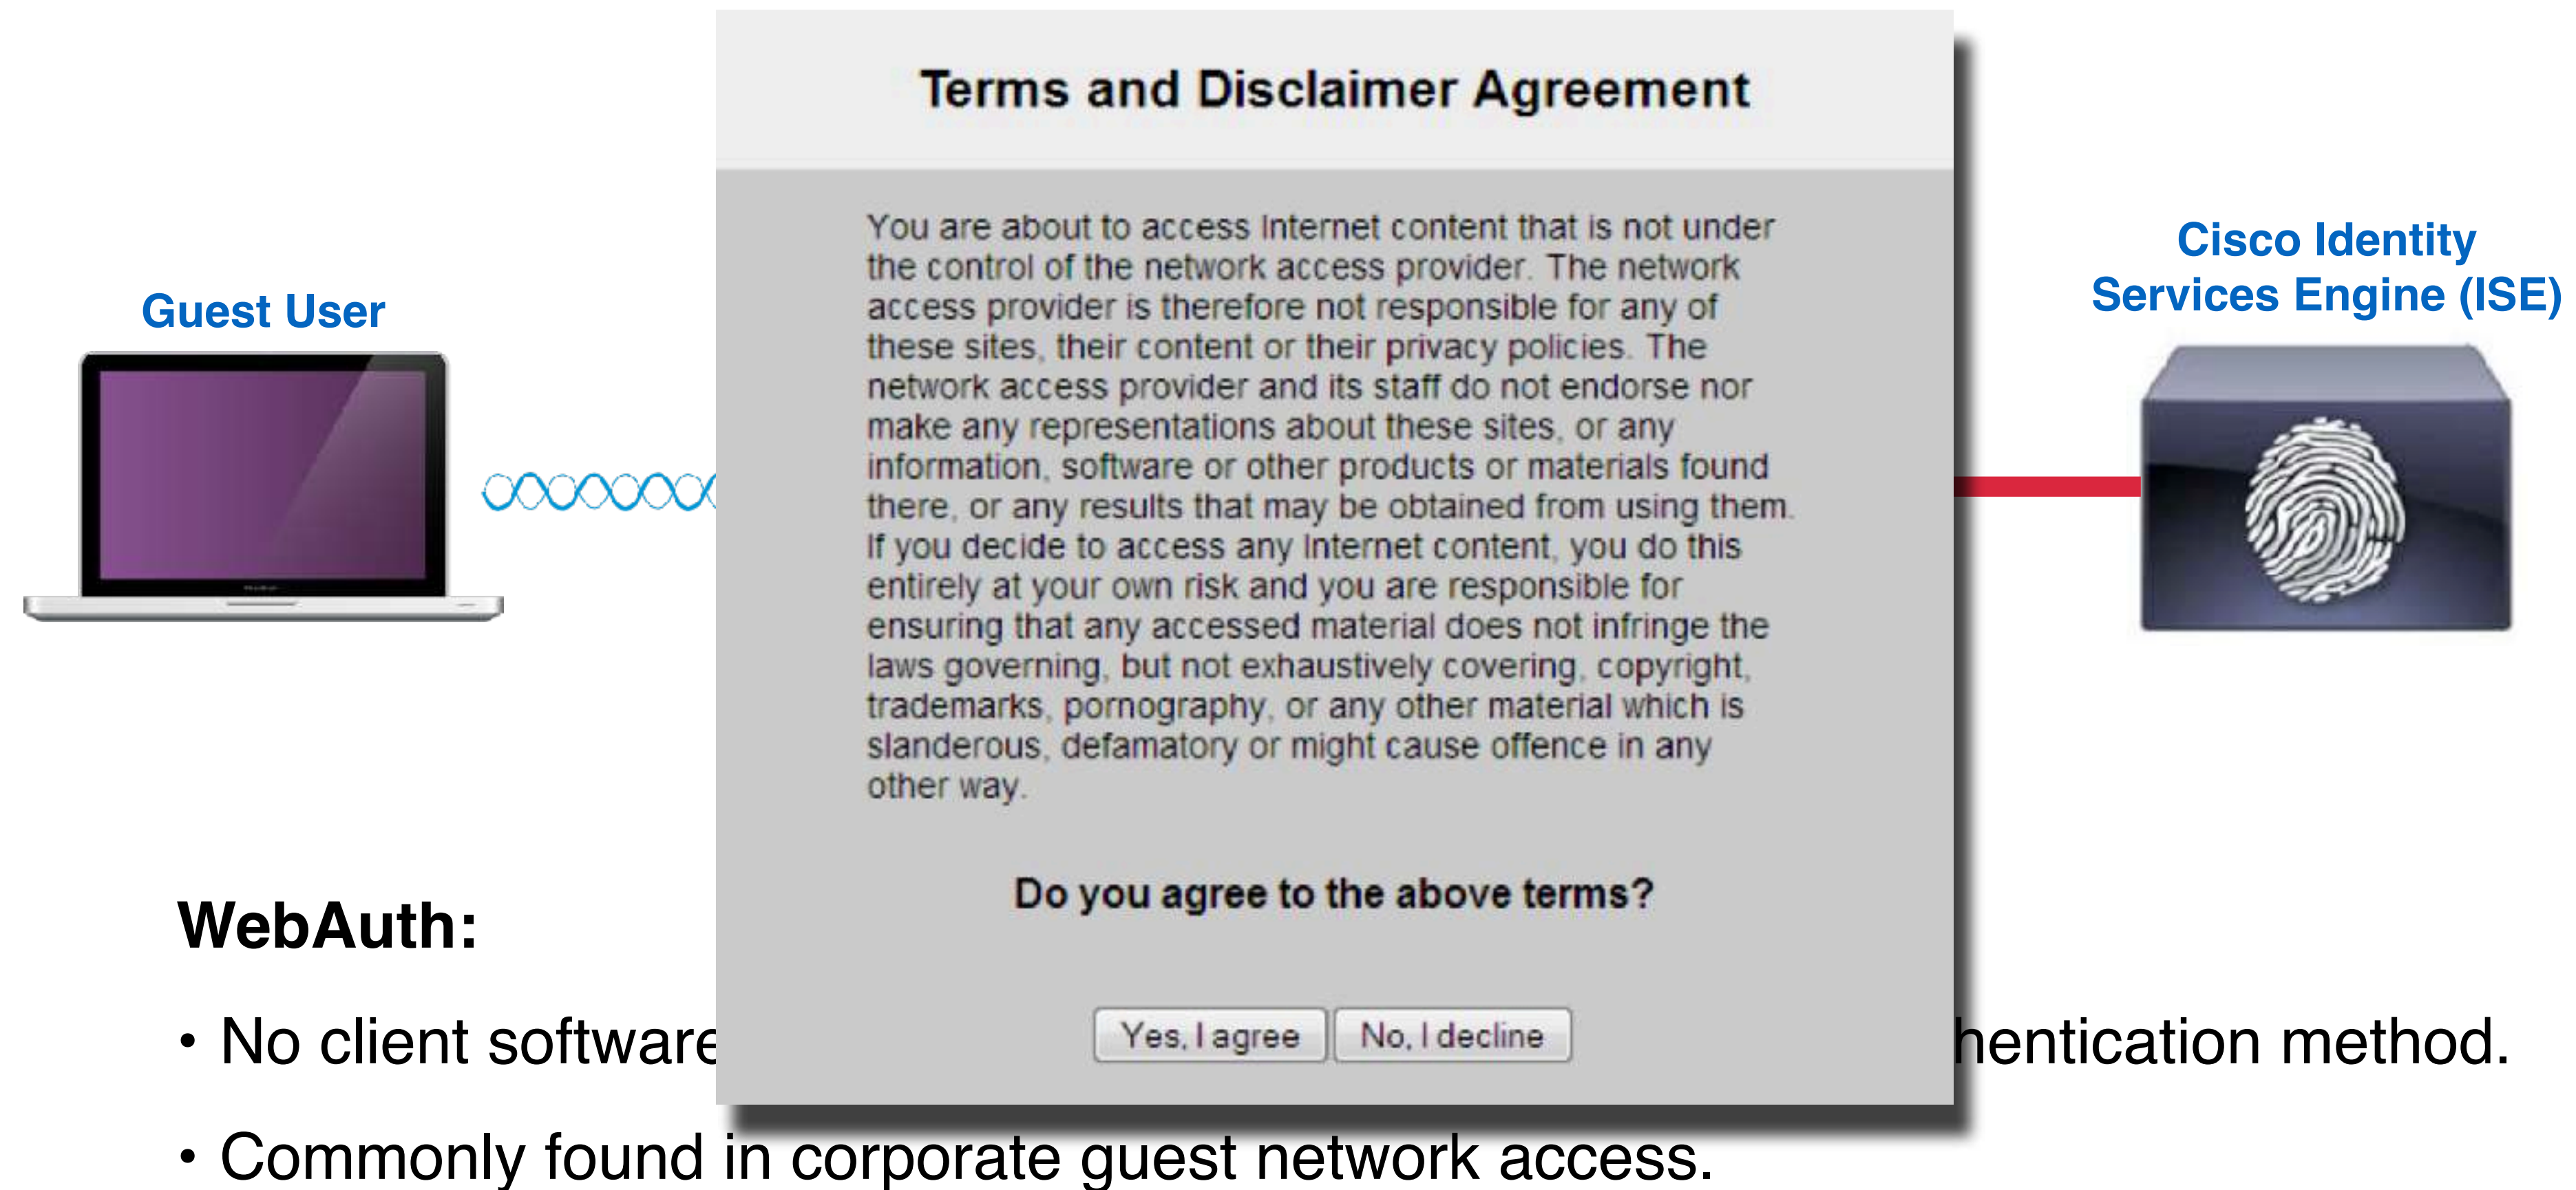 Terms and Disclaimer Agreement
You are about to access Internet content that is not under
the control of the network access provider. The network
access provider is therefore not responsible for any of
these sites, their content or their privacy policies. The
network access provider and its staff do not endorse nor
make any representations about these sites, or any
information, software or other products or materials found
there, or any results that may be obtained from using them.
If you decide to access any Internet content, you do this
entirely at your own risk and you are responsible for
ensuring that any accessed material does not infringe the
laws governing, but not exhaustively covering, copyright,
trademarks, pornography, or any other material which is
slanderous, defamatory or might cause offence in any
other way.
Do you agree to the above terms?
Yes, I agree
No, I decline
Guest User
Cisco Identity
Services Engine (ISE)
WebAuth:
• No client software hentication method.
• Commonly found in corporate guest network access.